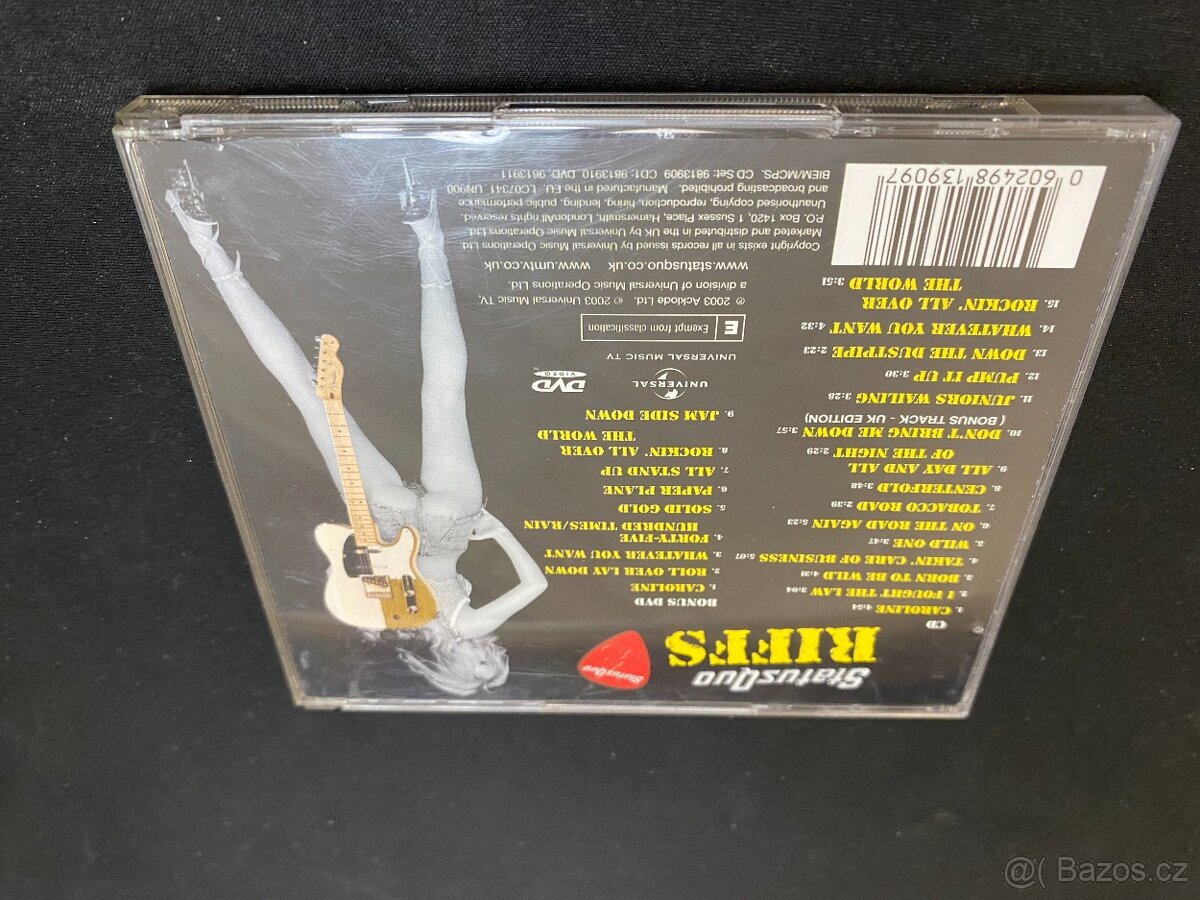 StatusQuo
RIFFS
StatusQuo
CD
1. CAROLINE 4:54
2. I FOUGHT THE LAW 3:04
3. BORN TO BE WILD 4:31
4. TAKIN' CARE OF BUSINESS 5:07
5. WILD ONE 3:47
6. ON THE ROAD AGAIN 5:23
7. TOBACCO ROAD 2:39
8. CENTERFOLD 3:48
9. ALL DAY AND ALL
OF THE NIGHT 2:29
10. DON'T BRING ME DOWN 3:57
( BONUS TRACK - UK EDITION)
11. JUNIORS WAILING 3:28
12. PUMP IT UP 3:30
13. DOWN THE DUSTPIPE 2:23
14. WHATEVER YOU WANT 4:32
15. ROCKIN' ALL OVER
THE WORLD 3:51
0 602498 139097
BONUS DVD
1. CAROLINE
2. ROLL OVER LAY DOWN
3. WHATEVER YOU WANT
4. FORTY-FIVE
HUNDRED TIMES/RAIN
5. SOLID GOLD
6. PAPER PLANE
7. ALL STAND UP
8. ROCKIN' ALL OVER
THE WORLD
9. JAM SIDE DOWN
UNIVERSAL
DVD
VIDEO
UNIVERSAL MUSIC TV
E Exempt from classification
℗ 2003 Ackode Ltd. © 2003 Universal Music TV,
a division of Universal Music Operations Ltd.
www.statusquo.co.uk www.umtv.co.uk
Copyright exists in all records issued by Universal Music Operations Ltd.
Marketed and distributed in the UK by Universal Music Operations Ltd.
P.O. Box 1420, 1 Sussex Place, Hamersmith, LondonAll rights reserved.
Unauthorised copying, reproduction, hiring, lending, public performance
and broadcasting prohibited. Manufactured in the EU. LC07341 UN900
BIEM/MCPS. CD Set: 9813909 CD1: 9813910 DVD: 9813911
@( Bazos.cz